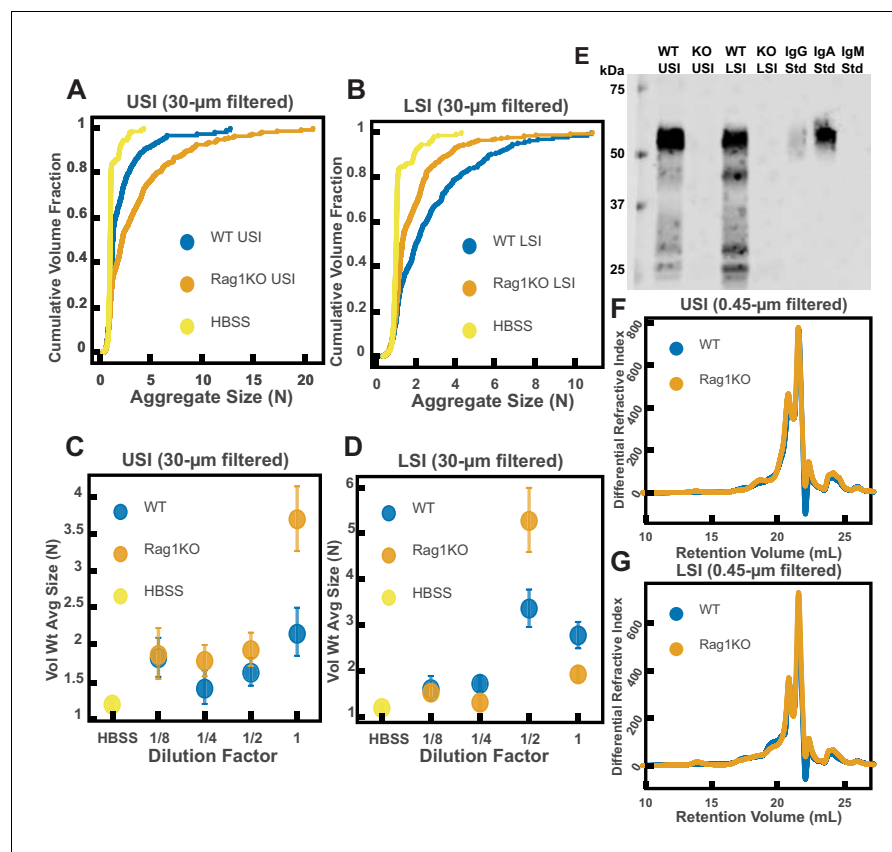 A
USI (30-µm filtered)
Cumulative Volume Fraction
1
0.8
0.6
0.4
0.2
0
WT USI
Rag1KO USI
HBSS
0 5 10 15 20
Aggregate Size (N)
B
LSI (30-µm filtered)
Cumulative Volume Fraction
1
0.8
0.6
0.4
0.2
0
WT LSI
Rag1KO LSI
HBSS
0 2 4 6 8 10
Aggregate Size (N)
E
WT KO WT KO IgG IgA IgM
kDa USI USI LSI LSI Std Std Std
75
50
37
25
C
USI (30-µm filtered)
Vol Wt Avg Size (N)
4
3.5
3
2.5
2
1.5
1
WT
Rag1KO
HBSS
HBSS 1/8 1/4 1/2 1
Dilution Factor
D
LSI (30-µm filtered)
Vol Wt Avg Size (N)
6
5
4
3
2
1
WT
Rag1KO
HBSS
HBSS 1/8 1/4 1/2 1
Dilution Factor
F
USI (0.45-µm filtered)
Differential Refractive Index
800
600
400
200
0
WT
Rag1KO
10 15 20 25
Retention Volume (mL)
G
LSI (0.45-µm filtered)
Differential Refractive Index
600
400
200
0
WT
Rag1KO
10 15 20 25
Retention Volume (mL)